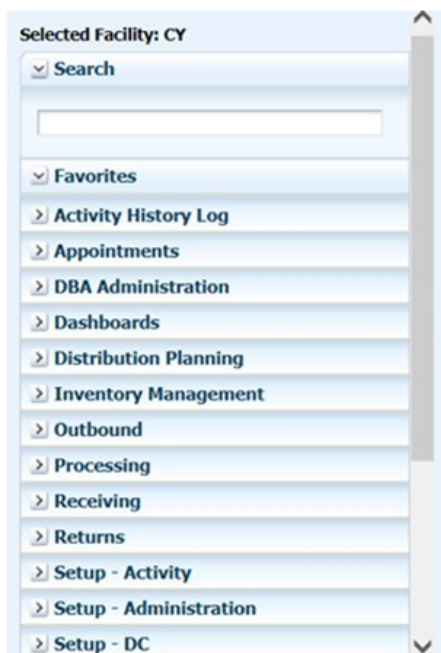 Selected Facility: CY
Search
Favorites
Activity History Log
Appointments
DBA Administration
Dashboards
Distribution Planning
Inventory Management
Outbound
Processing
Receiving
Returns
Setup - Activity
Setup - Administration
Setup - DC